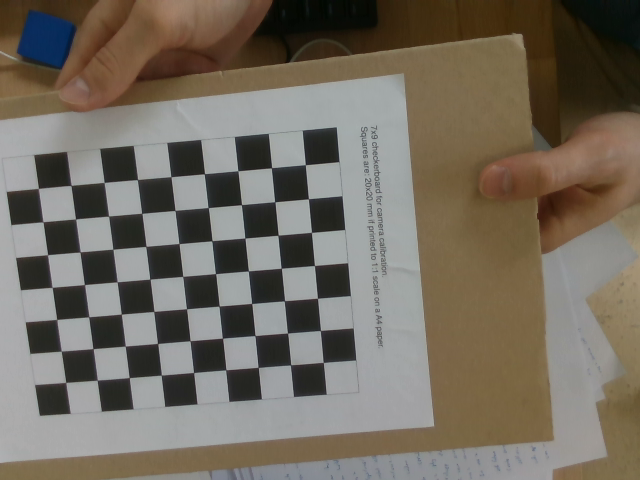 7x9 checkerboard for camera calibration.
Squares are: 20x20 mm if printed to 1:1 scale on a A4 paper.